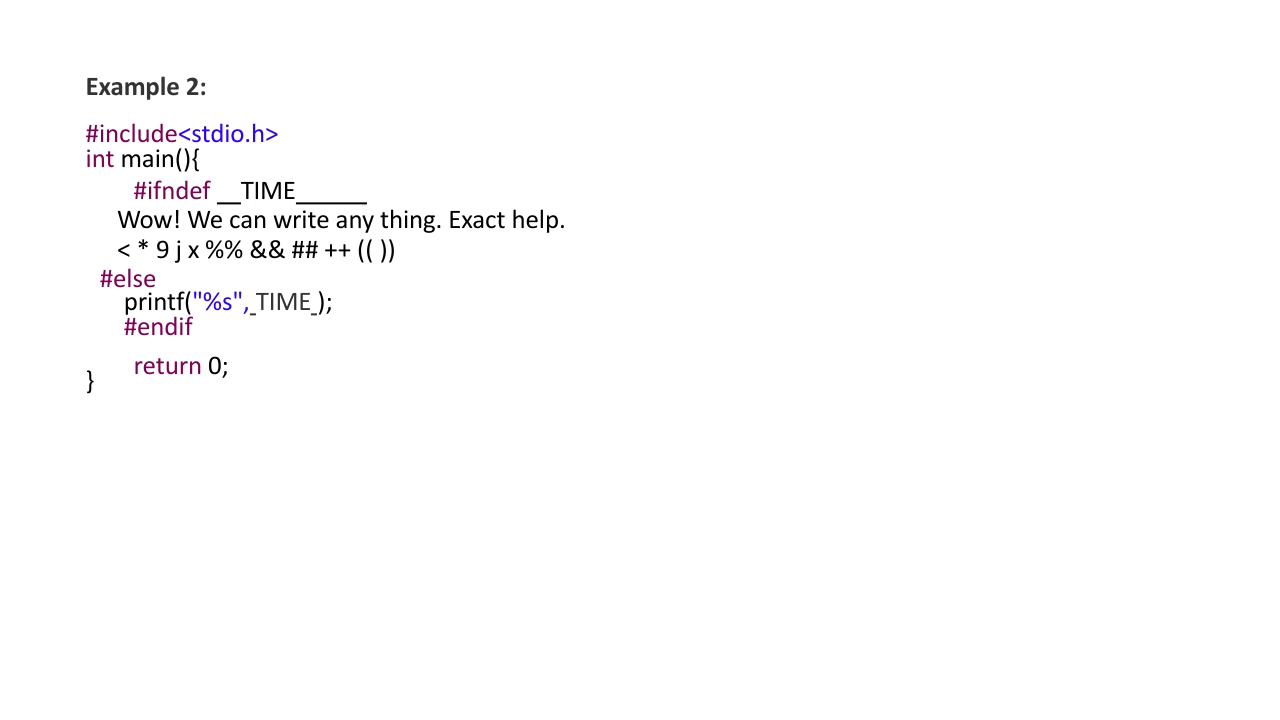 Example 2:
#include<stdio.h>
int main(){
#ifndef __TIME______
Wow! We can write any thing. Exact help.
< * 9 j x %% && ## ++ (( ))
#else
printf("%s",_TIME_);
#endif
return 0;
}